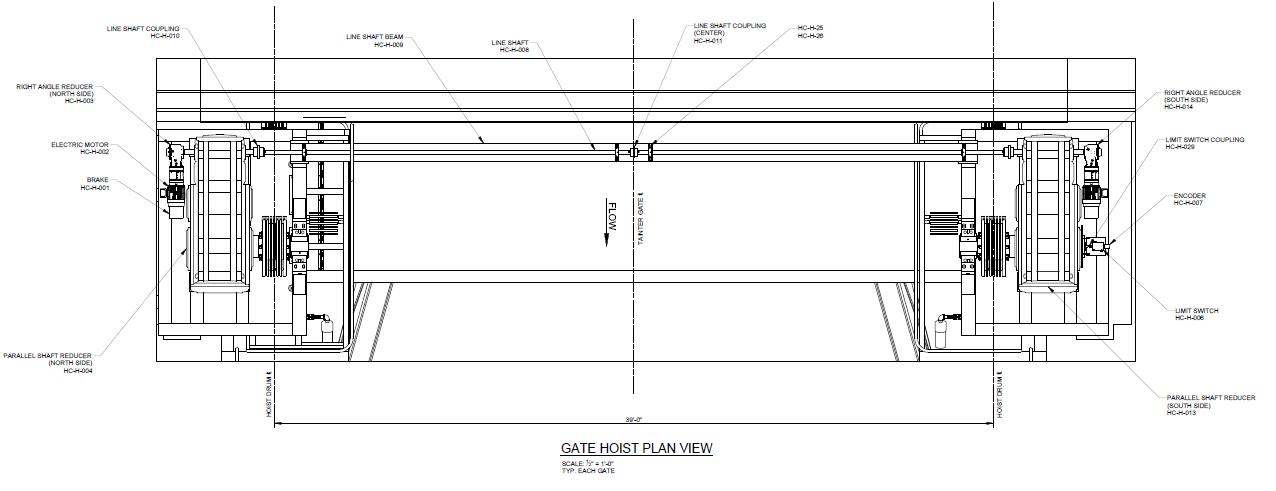 LINE SHAFT COUPLING
HC-H-010
LINE SHAFT BEAM
HC-H-009
LINE SHAFT
HC-H-008
LINE SHAFT COUPLING
(CENTER)
HC-H-011
HC-H-25
HC-H-26
RIGHT ANGLE REDUCER
(NORTH SIDE)
HC-H-003
ELECTRIC MOTOR
HC-H-002
BRAKE
HC-H-001
PARALLEL SHAFT REDUCER
(NORTH SIDE)
HC-H-004
RIGHT ANGLE REDUCER
(SOUTH SIDE)
HC-H-014
LIMIT SWITCH COUPLING
HC-H-029
ENCODER
HC-H-007
LIMIT SWITCH
HC-H-006
PARALLEL SHAFT REDUCER
(SOUTH SIDE)
HC-H-013
FLOW
TAINTER GATE ℄
HOIST DRUM ℄
HOIST DRUM ℄
39'-0"
GATE HOIST PLAN VIEW
SCALE: ½" = 1'-0"
TYP. EACH GATE